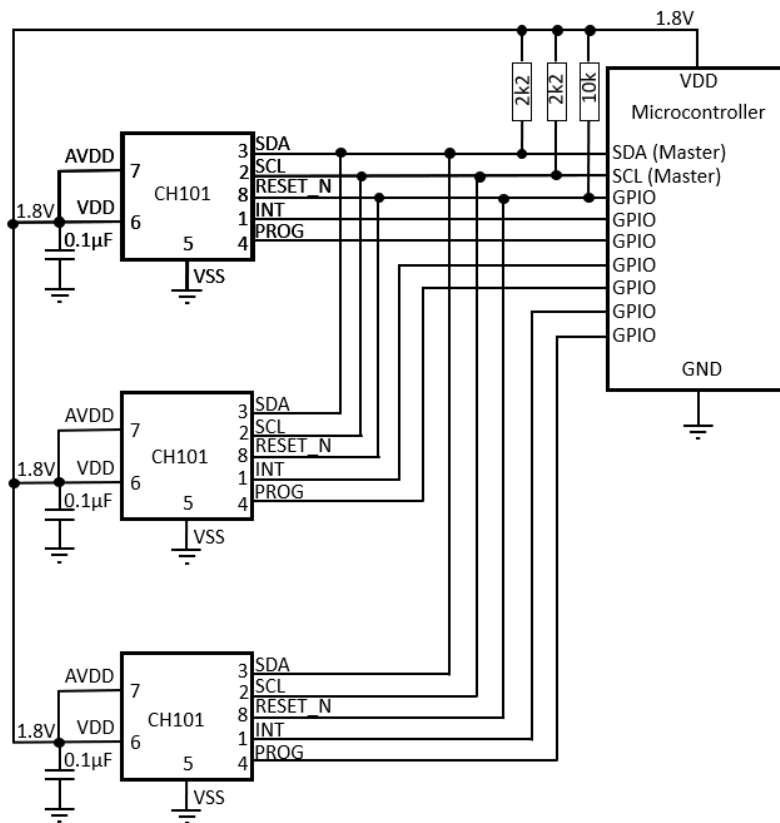 1.8V
2k2
2k2
10k
VDD
Microcontroller
SDA (Master)
SCL (Master)
GPIO
GPIO
GPIO
GPIO
GPIO
GPIO
GPIO
GND
AVDD
7
1.8V
VDD
6
0.1µF
CH101
5
VSS
3
SDA
2
SCL
8
RESET_N
1
INT
4
PROG
AVDD
7
1.8V
VDD
6
0.1µF
CH101
5
VSS
3
SDA
2
SCL
8
RESET_N
1
INT
4
PROG
AVDD
7
1.8V
VDD
6
0.1µF
CH101
5
VSS
3
SDA
2
SCL
8
RESET_N
1
INT
4
PROG